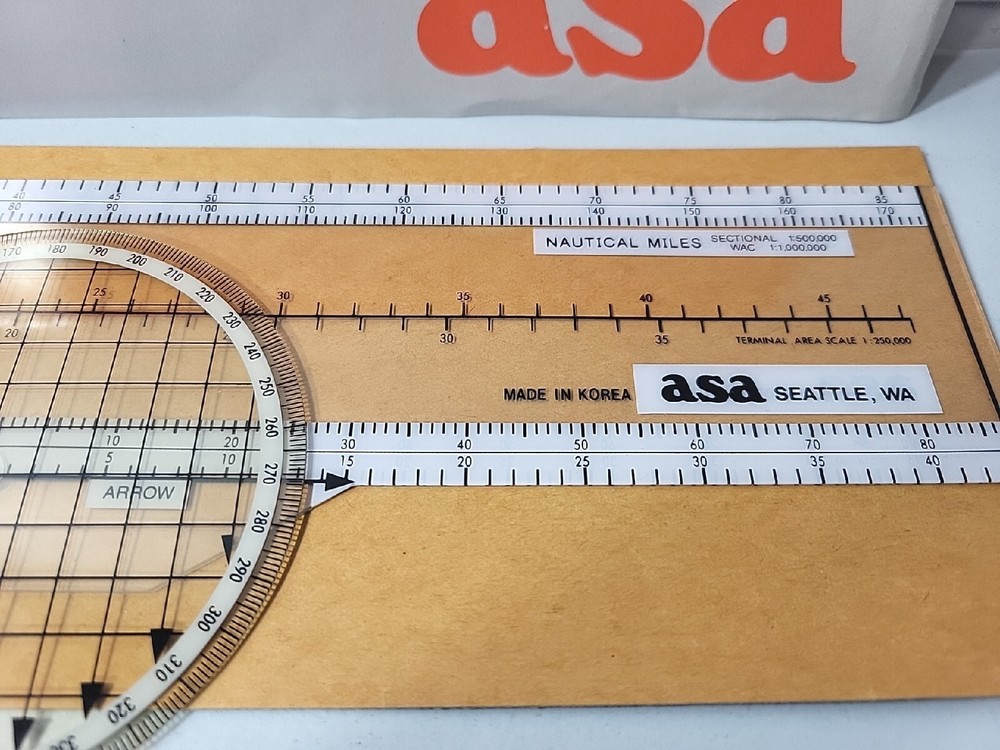 asa
40 45 50 55 60 65 70 75 80 85
80 90 100 110 120 130 140 150 160 170
NAUTICAL MILES SECTIONAL 1:500,000
WAC 1:1,000,000
170 180 190 200 210 220 230 240 250 260 270 280 290 300 310 320
25 30 35 40 45
20 30 35
TERMINAL AREA SCALE 1:250,000
MADE IN KOREA asa SEATTLE, WA
10 20 30 40 50 60 70 80
5 10 15 20 25 30 35 40
ARROW